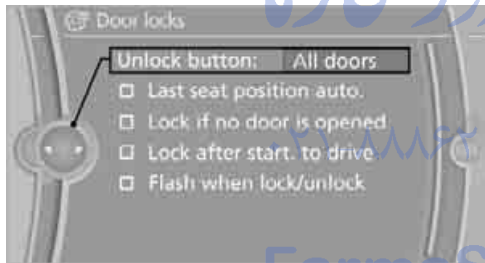 Door locks
Unlock button: All doors
☐ Last seat position auto.
☐ Lock if no door is opened
☐ Lock after start. to drive
☐ Flash when lock/unlock